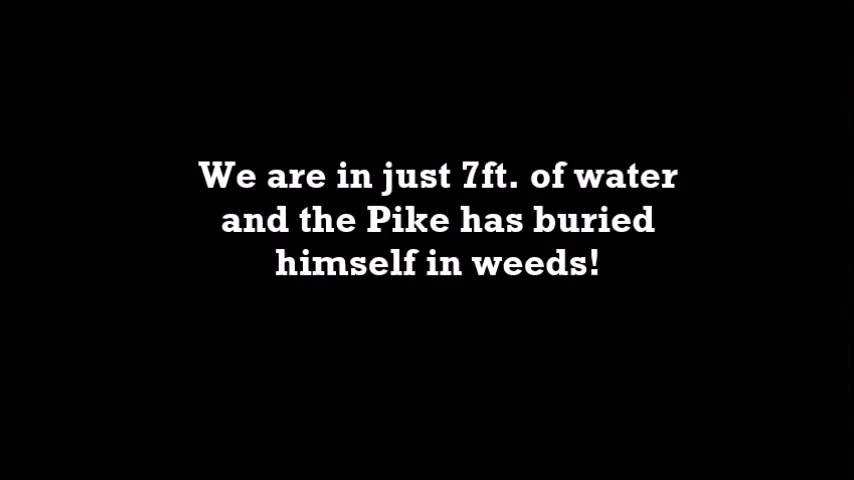 We are in just 7ft. of water
and the Pike has buried
himself in weeds!